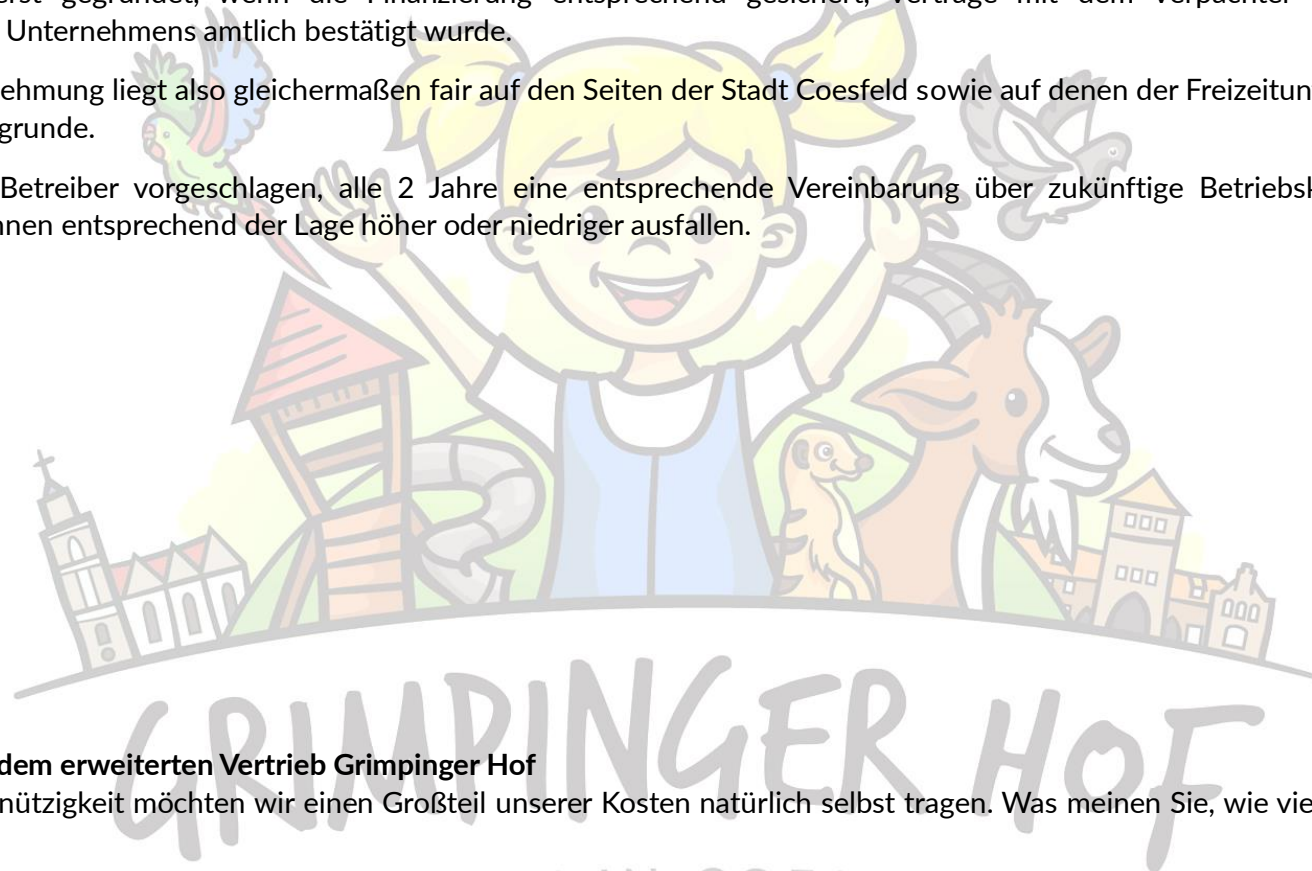 erst gegründet, wenn die Finanzierung entsprechend gesichert, Verträge mit dem Verpächter
Unternehmens amtlich bestätigt wurde.
ehmung liegt also gleichermaßen fair auf den Seiten der Stadt Coesfeld sowie auf denen der Freizeitun
grunde.
Betreiber vorgeschlagen, alle 2 Jahre eine entsprechende Vereinbarung über zukünftige Betriebsk
nnen entsprechend der Lage höher oder niedriger ausfallen.
dem erweiterten Vertrieb Grimpinger Hof
nützigkeit möchten wir einen Großteil unserer Kosten natürlich selbst tragen. Was meinen Sie, wie vie
GRIMPINGER HOF